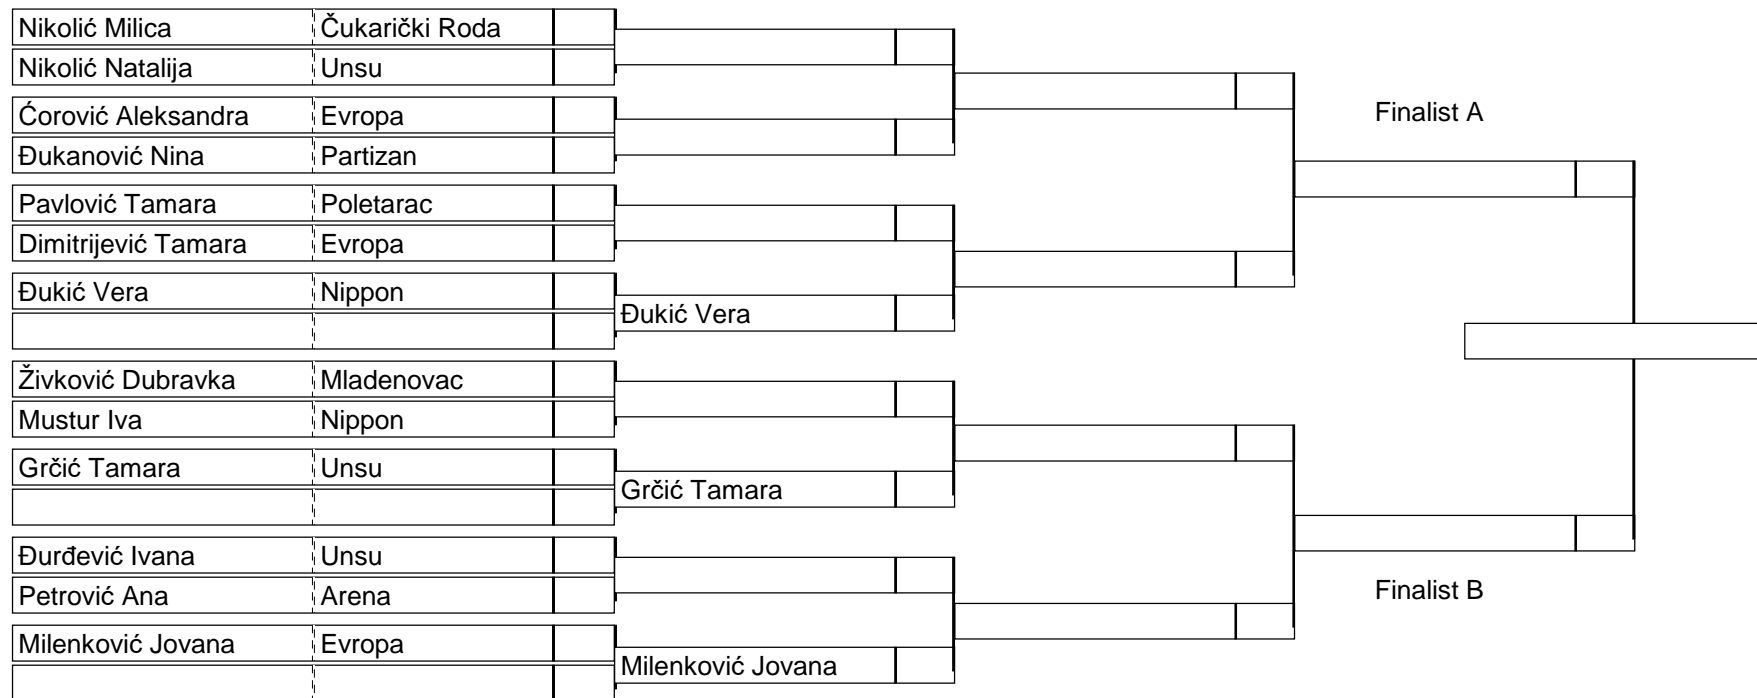 Nikolić Milica Čukarički Roda
Nikolić Natalija Unsu
Ćorović Aleksandra Evropa
Finalist A
Đukanović Nina Partizan
Pavlović Tamara Poletarac
Dimitrijević Tamara Evropa
Đukić Vera Nippon
Đukić Vera
Živković Dubravka Mladenovac
Mustur Iva Nippon
Grčić Tamara Unsu
Grčić Tamara
Đurđević Ivana Unsu
Petrović Ana Arena
Finalist B
Milenković Jovana Evropa
Milenković Jovana